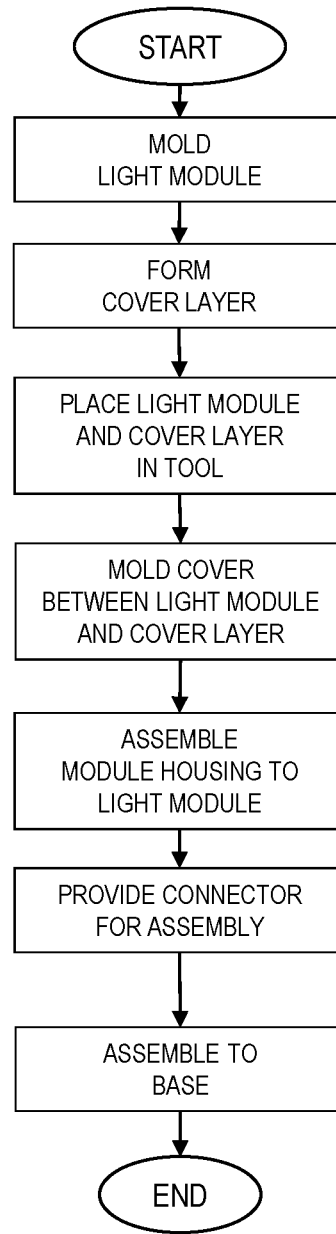 START
MOLD
LIGHT MODULE
FORM
COVER LAYER
PLACE LIGHT MODULE
AND COVER LAYER
IN TOOL
MOLD COVER
BETWEEN LIGHT MODULE
AND COVER LAYER
ASSEMBLE
MODULE HOUSING TO
LIGHT MODULE
PROVIDE CONNECTOR
FOR ASSEMBLY
ASSEMBLE TO
BASE
END